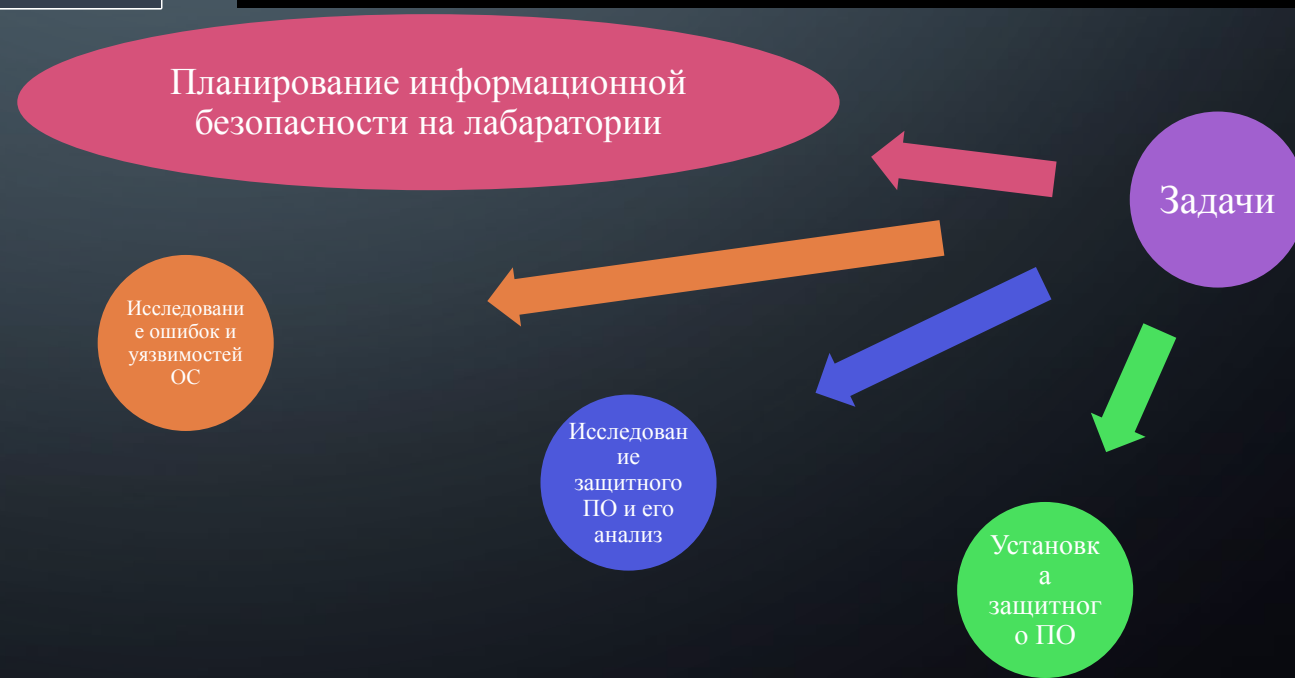 Планирование информационной
безопасности на лабаратории
Задачи
Исследовани
е ошибок и
уязвимостей
ОС
Исследован
ие
защитного
ПО и его
анализ
Установк
а
защитног
о ПО